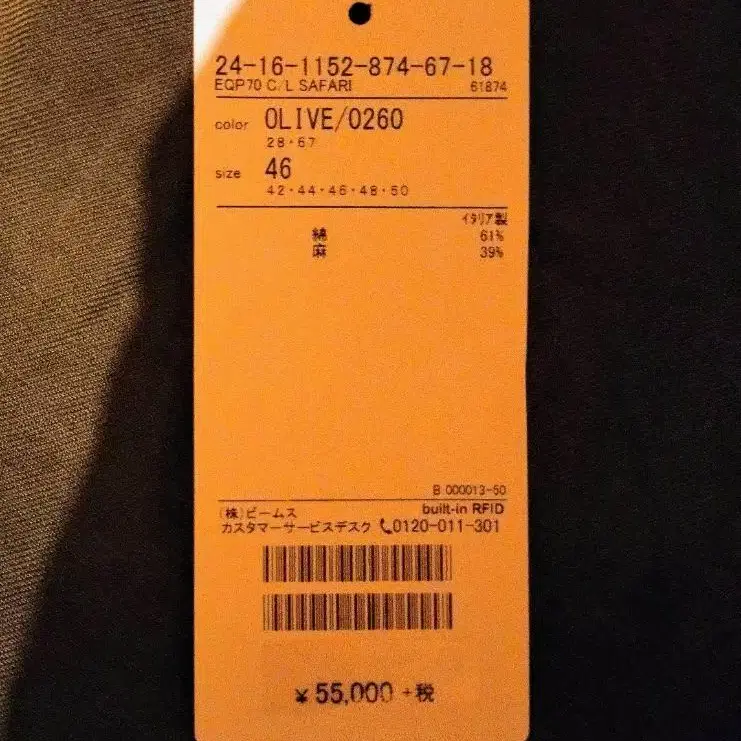 24-16-1152-874-67-18
EQP70 C/L SAFARI 61874
color OLIVE/0260
28・67
size 46
42・44・46・48・50
イタリア製
綿 61%
麻 39%
B 000013-50
built-in RFID
(株)ビームス
カスタマーサービスデスク 0120-011-301
¥ 55,000 +税